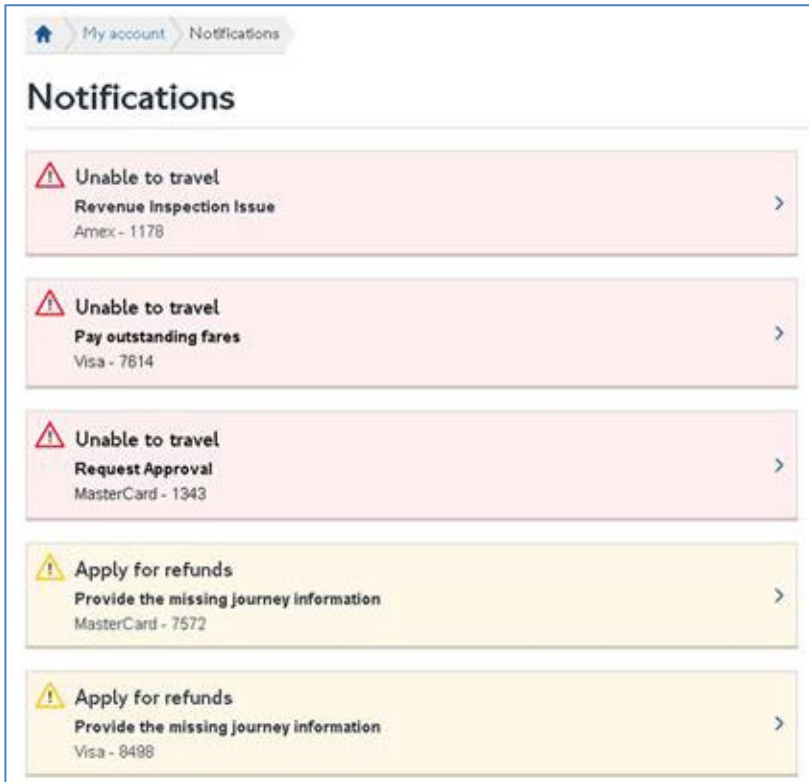 My account Notifications
Notifications
Unable to travel
Revenue Inspection Issue
Amex - 1178
Unable to travel
Pay outstanding fares
Visa - 7614
Unable to travel
Request Approval
MasterCard - 1343
Apply for refunds
Provide the missing journey information
MasterCard - 7572
Apply for refunds
Provide the missing journey information
Visa - 8498